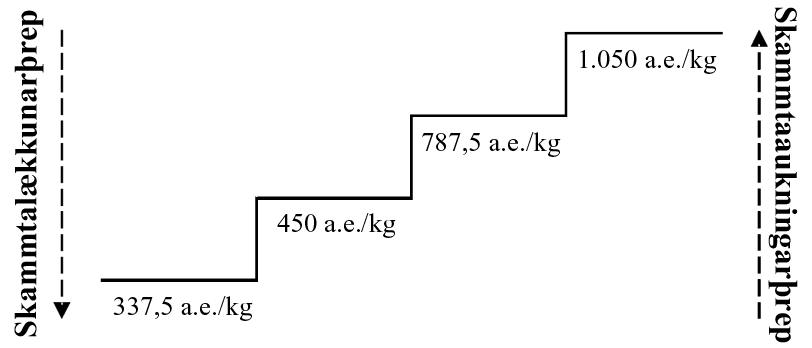 Skammtalækkunarþrep
1.050 a.e./kg
787,5 a.e./kg
450 a.e./kg
337,5 a.e./kg
Skammtaaukningarþrep